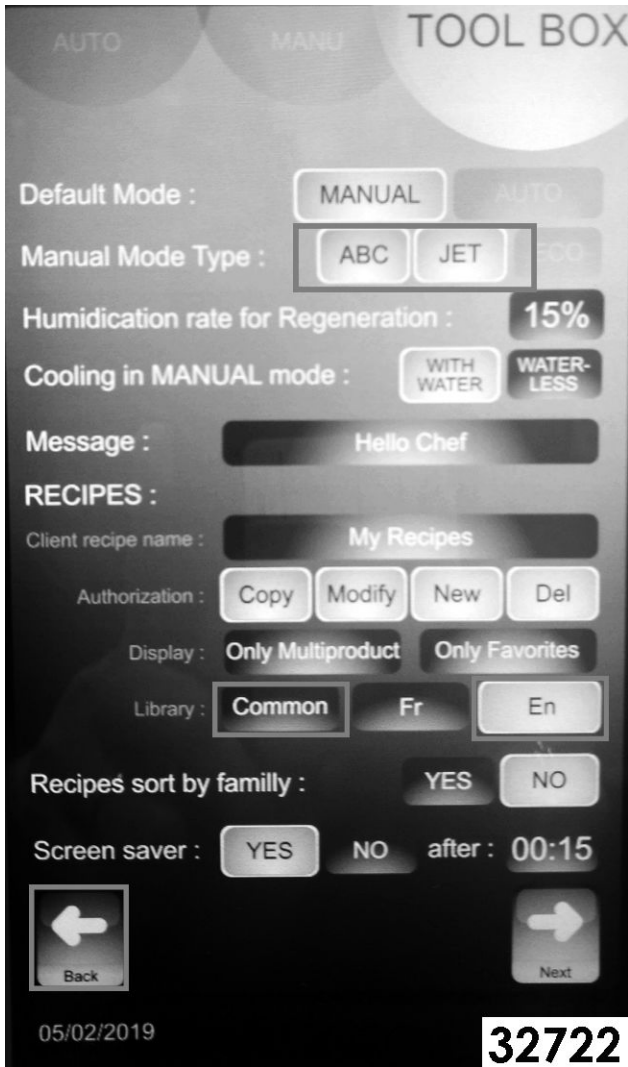 AUTO MANU TOOL BOX
Default Mode : MANUAL AUTO
Manual Mode Type : ABC JET ECO
Humidication rate for Regeneration : 15%
Cooling in MANUAL mode : WITH WATER WATER-LESS
Message : Hello Chef
RECIPES :
Client recipe name : My Recipes
Authorization : Copy Modify New Del
Display : Only Multiproduct Only Favorites
Library : Common Fr En
Recipes sort by familly : YES NO
Screen saver : YES NO after : 00:15
Back Next
05/02/2019
32722